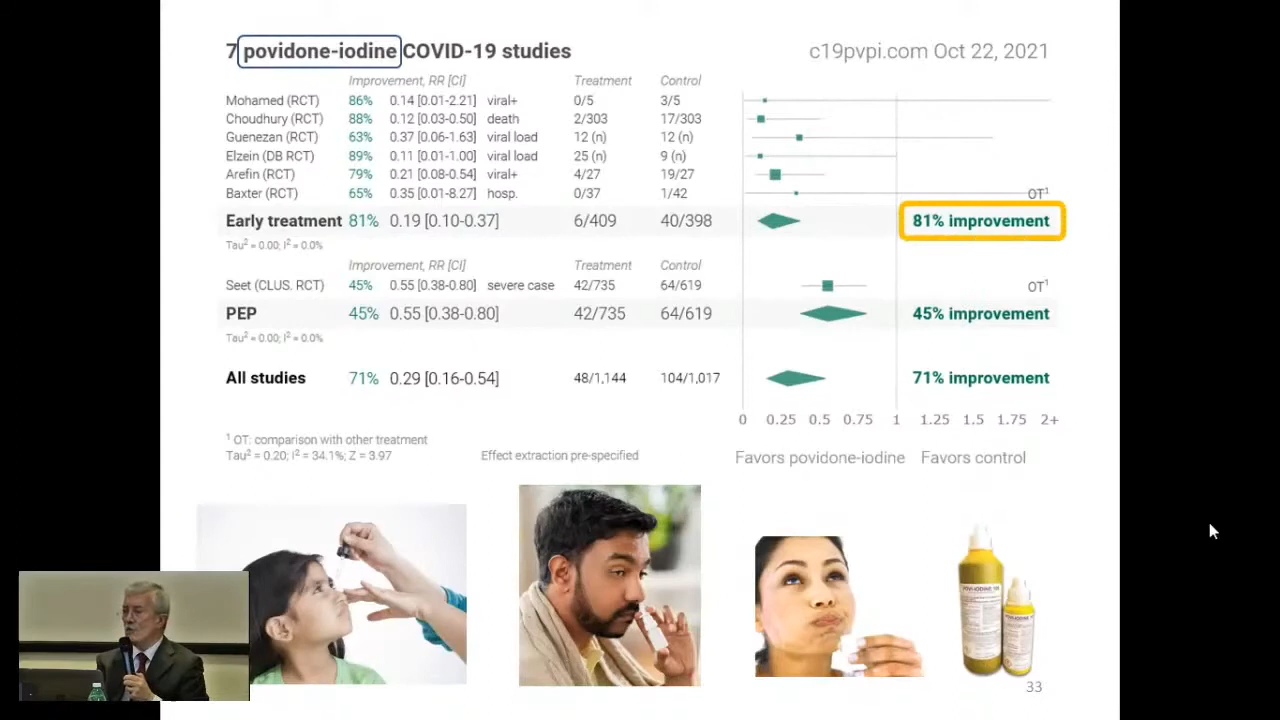 7 povidone-iodine COVID-19 studies c19pvpi.com Oct 22, 2021
Improvement, RR [CI] Treatment Control
Mohamed (RCT) 86% 0.14 [0.01-2.21] viral+ 0/5 3/5
Choudhury (RCT) 88% 0.12 [0.03-0.50] death 2/303 17/303
Guenezan (RCT) 63% 0.37 [0.06-1.63] viral load 12 (n) 12 (n)
Elzein (DB RCT) 89% 0.11 [0.01-1.00] viral load 25 (n) 9 (n)
Arefin (RCT) 79% 0.21 [0.08-0.54] viral+ 4/27 19/27
Baxter (RCT) 65% 0.35 [0.01-8.27] hosp. 0/37 1/42 OT¹
Early treatment 81% 0.19 [0.10-0.37] 6/409 40/398 81% improvement
Tau² = 0.00; I² = 0.0%
Improvement, RR [CI] Treatment Control
Seet (CLUS. RCT) 45% 0.55 [0.38-0.80] severe case 42/735 64/619 OT¹
PEP 45% 0.55 [0.38-0.80] 42/735 64/619 45% improvement
Tau² = 0.00; I² = 0.0%
All studies 71% 0.29 [0.16-0.54] 48/1,144 104/1,017 71% improvement
0 0.25 0.5 0.75 1 1.25 1.5 1.75 2+
¹ OT: comparison with other treatment
Tau² = 0.20; I² = 34.1%; Z = 3.97 Effect extraction pre-specified Favors povidone-iodine Favors control
33